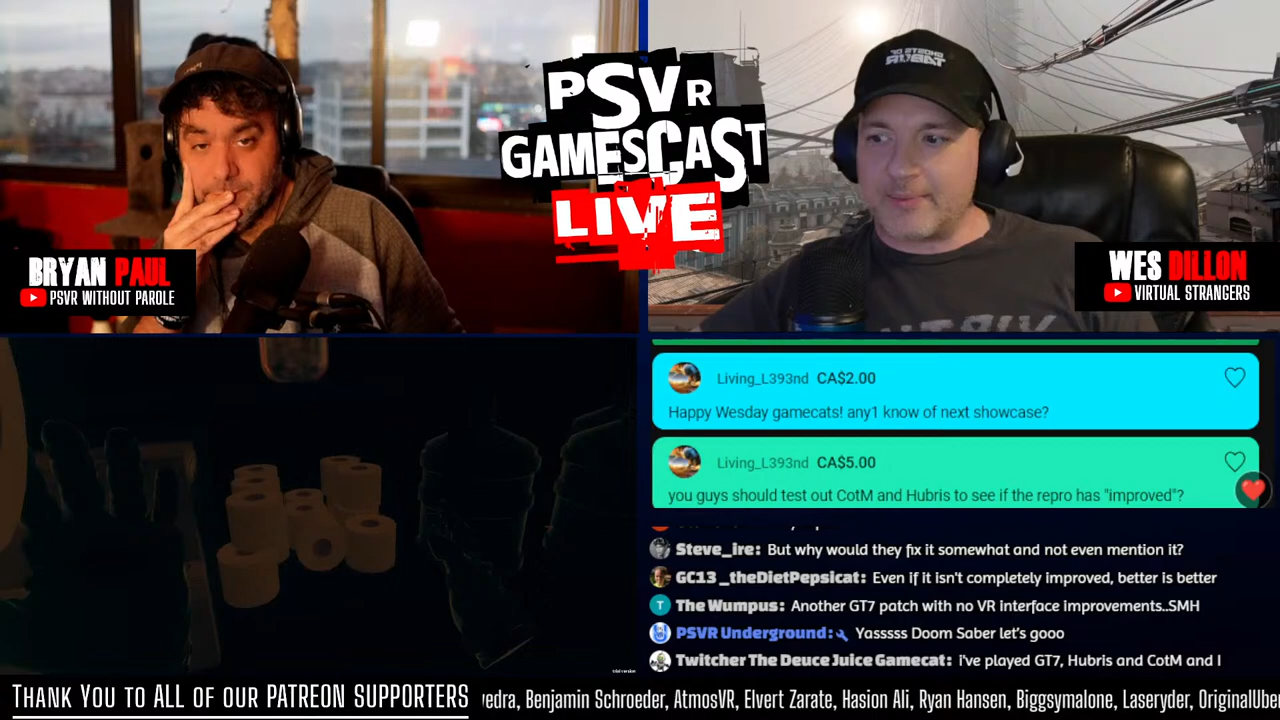 PSVR
GAMESCAST
LIVE
BRYAN PAUL
PSVR WITHOUT PAROLE
WES DILLON
VIRTUAL STRANGERS
Living_L393nd CA$2.00
Happy Wesday gamecats! any1 know of next showcase?
Living_L393nd CA$5.00
you guys should test out CotM and Hubris to see if the repro has "improved"?
Steve_ire: But why would they fix it somewhat and not even mention it?
GC13_theDietPepsicat: Even if it isn't completely improved, better is better
T The Wumpus: Another GT7 patch with no VR interface improvements..SMH
PSVR Underground: Yasssss Doom Saber let's gooo
Twitcher The Deuce Juice Gamecat: i've played GT7, Hubris and CotM and I
trial version
THANK YOU TO ALL OF OUR PATREON SUPPORTERS
vedra, Benjamin Schroeder, AtmosVR, Elvert Zarate, Hasion Ali, Ryan Hansen, Biggsymalone, Laseryder, OriginalUbe